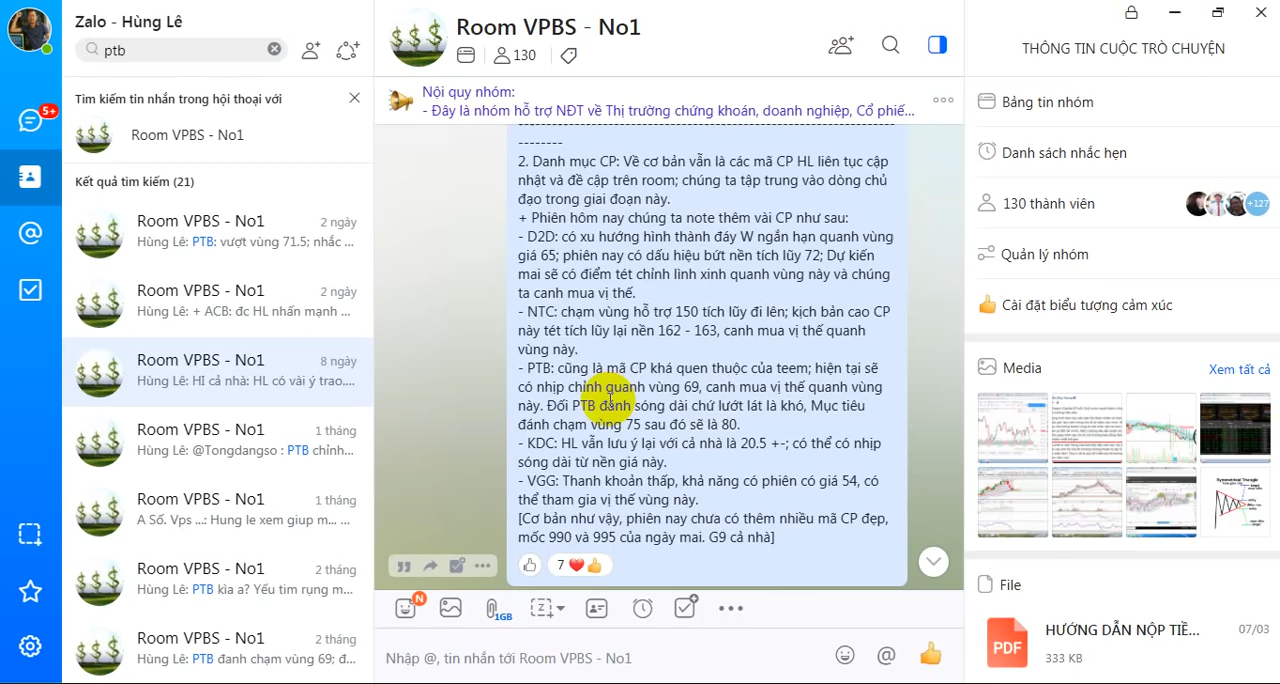 Zalo - Hùng Lê
ptb
5+
Tìm kiếm tin nhắn trong hội thoại với
Room VPBS - No1
Kết quả tìm kiếm (21)
Room VPBS - No1 2 ngày
Hùng Lê: PTB: vượt vùng 71.5; nhắc ...
Room VPBS - No1 2 ngày
Hùng Lê: + ACB: đc HL nhấn mạnh ...
Room VPBS - No1 8 ngày
Hùng Lê: HI cả nhà: HL có vài ý trao....
Room VPBS - No1 1 tháng
Hùng Lê: @Tongdangso : PTB chỉnh...
Room VPBS - No1 1 tháng
A Số. Vps ...: Hung le xem giup m... ...
Room VPBS - No1 2 tháng
Hùng Lê: PTB kìa a? Yếu tim rụng m...
Room VPBS - No1 2 tháng
Hùng Lê: PTB đanh chạm vùng 69; đ...
Room VPBS - No1
130
Nội quy nhóm:
- Đây là nhóm hỗ trợ NĐT về Thị trường chứng khoán, doanh nghiệp, Cổ phiế...
--------
2. Danh mục CP: Về cơ bản vẫn là các mã CP HL liên tục cập
nhật và đề cập trên room; chúng ta tập trung vào dòng chủ
đạo trong giai đoạn này.
+ Phiên hôm nay chúng ta note thêm vài CP như sau:
- D2D: có xu hướng hình thành đáy W ngắn hạn quanh vùng
giá 65; phiên nay có dấu hiệu bứt nền tích lũy 72; Dự kiến
mai sẽ có điểm tét chỉnh lình xinh quanh vùng này và chúng
ta canh mua vị thế.
- NTC: chạm vùng hỗ trợ 150 tích lũy đi lên; kịch bản cao CP
này tét tích lũy lại nền 162 - 163, canh mua vị thế quanh
vùng này.
- PTB: cũng là mã CP khá quen thuộc của teem; hiện tại sẽ
có nhịp chỉnh quanh vùng 69, canh mua vị thế quanh vùng
này. Đối PTB đánh sóng dài chứ lướt lát là khó, Mục tiêu
đánh chạm vùng 75 sau đó sẽ là 80.
- KDC: HL vẫn lưu ý lại với cả nhà là 20.5 +-; có thể có nhịp
sóng dài từ nền giá này.
- VGG: Thanh khoản thấp, khả năng có phiên có giá 54, có
thể tham gia vị thế vùng này.
[Cơ bản như vậy, phiên nay chưa có thêm nhiều mã CP đẹp,
mốc 990 và 995 của ngày mai. G9 cả nhà]
7
N
1GB
Nhập @, tin nhắn tới Room VPBS - No1
THÔNG TIN CUỘC TRÒ CHUYỆN
Bảng tin nhóm
Danh sách nhắc hẹn
130 thành viên +127
Quản lý nhóm
Cài đặt biểu tượng cảm xúc
Media Xem tất cả
File
PDF
HƯỚNG DẪN NỘP TIỀ... 07/03
333 KB